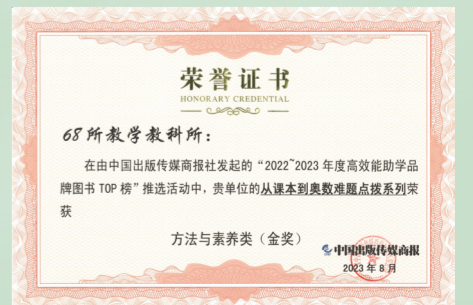 荣誉证书
HONORARY CREDENTIAL
68所教学教科所：
在由中国出版传媒商报社发起的“2022~2023年度高效能助学品
牌图书TOP榜”推选活动中，贵单位的从课本到奥数难题点拨系列荣
获
方法与素养类（金奖）
中国出版传媒商报
2023年8月